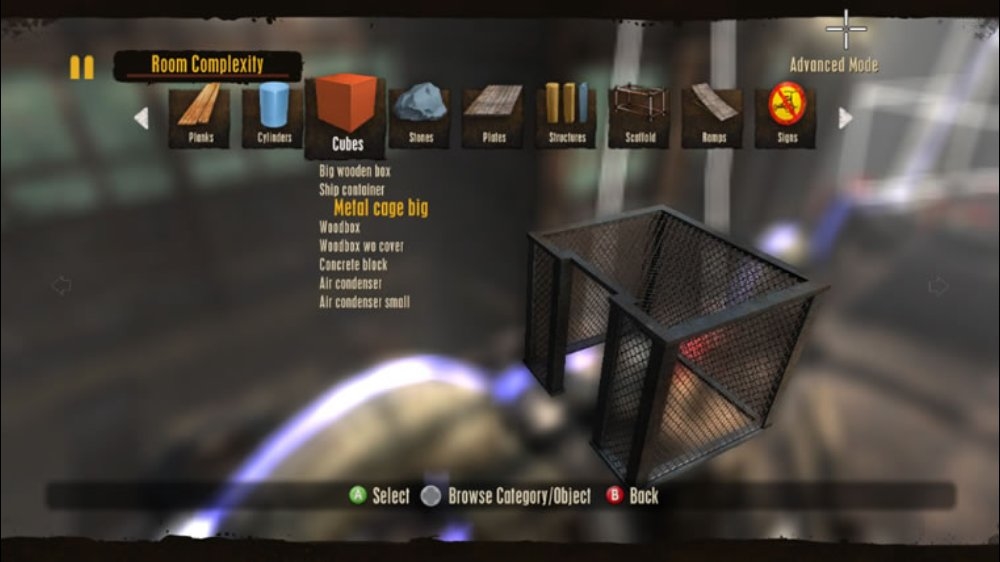 Room Complexity
Advanced Mode
Planks
Cylinders
Cubes
Stones
Plates
Structures
Scaffold
Ramps
Signs
Big wooden box
Ship container
Metal cage big
Woodbox
Woodbox wo cover
Concrete block
Air condenser
Air condenser small
A Select Browse Category/Object B Back